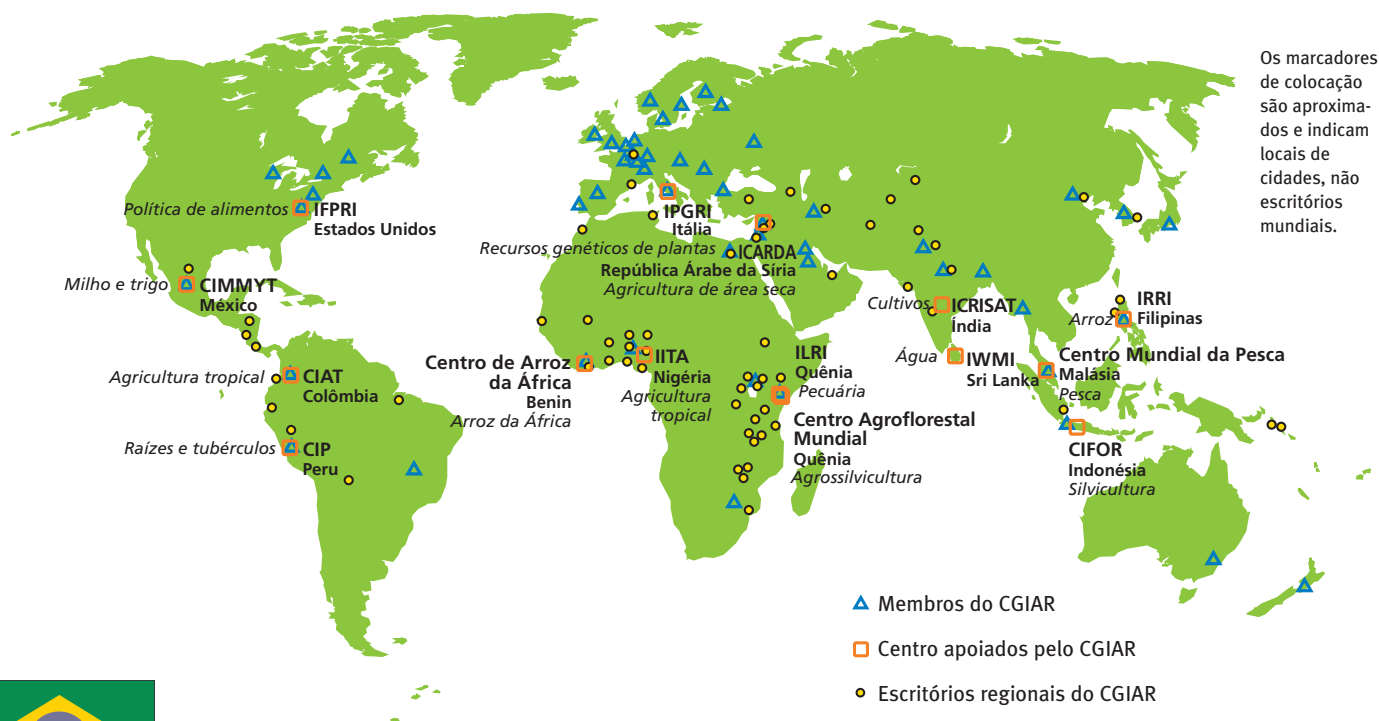 Os marcadores
de colocação
são aproxima-
dos e indicam
locais de
cidades, não
escritórios
mundiais.
Política de alimentos
IFPRI
Estados Unidos
Milho e trigo
CIMMYT
México
Agricultura tropical
CIAT
Colômbia
Raízes e tubérculos
CIP
Peru
IPGRI
Itália
Recursos genéticos de plantas
ICARDA
República Árabe da Síria
Agricultura de área seca
Centro de Arroz
da África
Benin
Arroz da África
IITA
Nigéria
Agricultura
tropical
ILRI
Quênia
Pecuária
Centro Agroflorestal
Mundial
Quênia
Agrossilvicultura
Cultivos
ICRISAT
Índia
Água
IWMI
Sri Lanka
IRRI
Arroz
Filipinas
Centro Mundial da Pesca
Malásia
Pesca
CIFOR
Indonésia
Silvicultura
Membros do CGIAR
Centro apoiados pelo CGIAR
Escritórios regionais do CGIAR